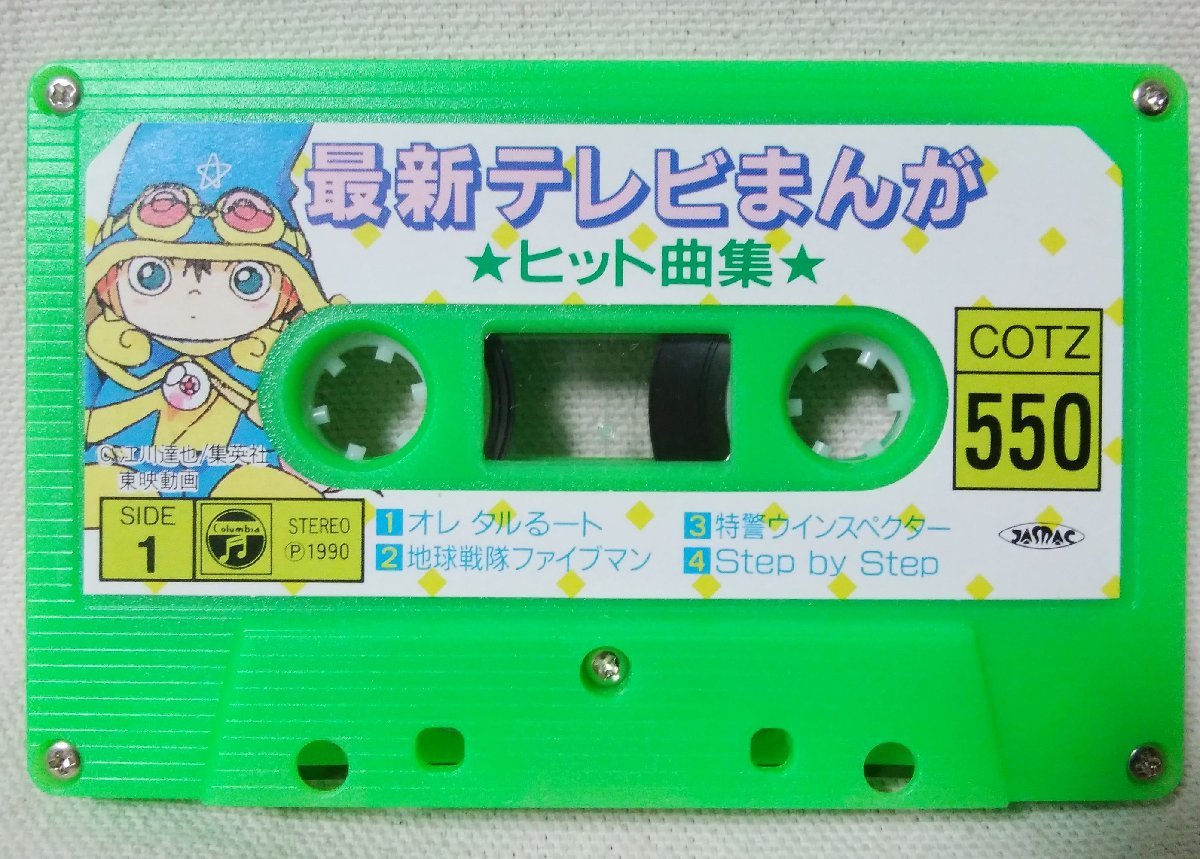 最新テレビまんが
★ヒット曲集★
COTZ
550
©江川達也/集英社
東映動画
SIDE
1
Columbia
STEREO
Ⓟ1990
1 オレ タルるート
2 地球戦隊ファイブマン
3 特警ウインスペクター
4 Step by Step
JASRAC